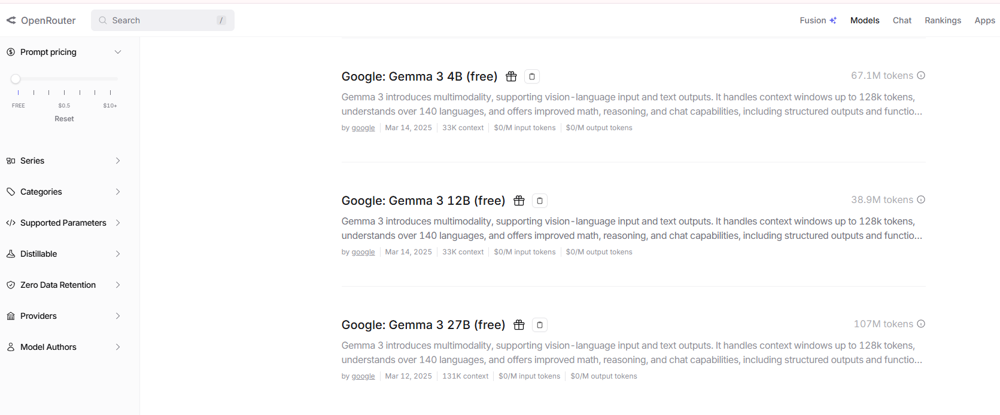 OpenRouter
Search
/
Fusion
Models
Chat
Rankings
Apps
Prompt pricing
FREE
$0.5
$10+
Reset
Series
Categories
Supported Parameters
Distillable
Zero Data Retention
Providers
Model Authors
Google: Gemma 3 4B (free)
67.1M tokens
Gemma 3 introduces multimodality, supporting vision-language input and text outputs. It handles context windows up to 128k tokens,
understands over 140 languages, and offers improved math, reasoning, and chat capabilities, including structured outputs and functio...
by google
Mar 14, 2025
33K context
$0/M input tokens
$0/M output tokens
Google: Gemma 3 12B (free)
38.9M tokens
Gemma 3 introduces multimodality, supporting vision-language input and text outputs. It handles context windows up to 128k tokens,
understands over 140 languages, and offers improved math, reasoning, and chat capabilities, including structured outputs and functio...
by google
Mar 14, 2025
33K context
$0/M input tokens
$0/M output tokens
Google: Gemma 3 27B (free)
107M tokens
Gemma 3 introduces multimodality, supporting vision-language input and text outputs. It handles context windows up to 128k tokens,
understands over 140 languages, and offers improved math, reasoning, and chat capabilities, including structured outputs and functio...
by google
Mar 12, 2025
131K context
$0/M input tokens
$0/M output tokens